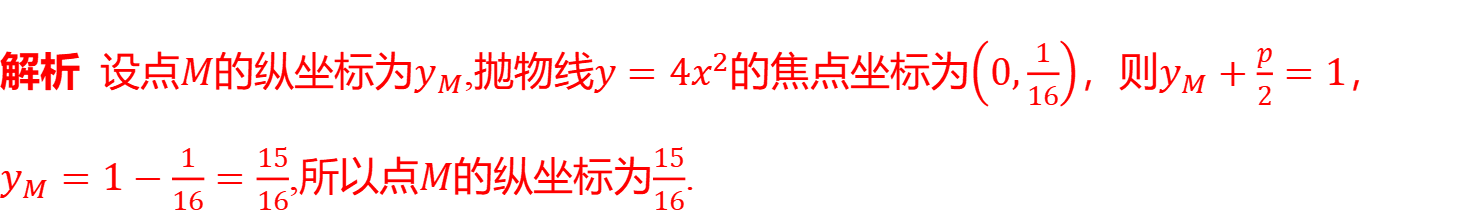 解析 设点M的纵坐标为y_M,抛物线y = 4x²的焦点坐标为(0, 1/16)，则y_M + p/2 = 1，
y_M = 1 − 1/16 = 15/16,所以点M的纵坐标为15/16.